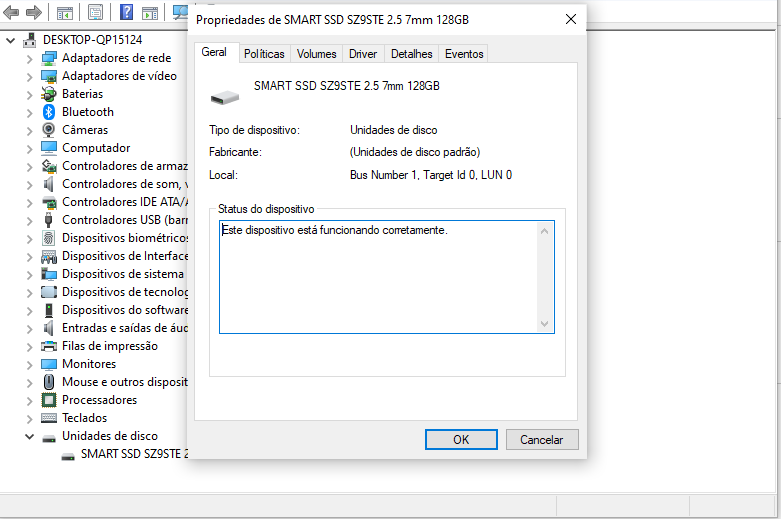 Propriedades de SMART SSD SZ9STE 2.5 7mm 128GB
Geral Políticas Volumes Driver Detalhes Eventos
SMART SSD SZ9STE 2.5 7mm 128GB
Tipo de dispositivo: Unidades de disco
Fabricante: (Unidades de disco padrão)
Local: Bus Number 1, Target Id 0, LUN 0
Status do dispositivo
Este dispositivo está funcionando corretamente.
OK Cancelar
DESKTOP-QP15124
Adaptadores de rede
Adaptadores de vídeo
Baterias
Bluetooth
Câmeras
Computador
Controladores de armaz
Controladores de som, v
Controladores IDE ATA/A
Controladores USB (barr
Dispositivos biométricos
Dispositivos de Interface
Dispositivos de sistema
Dispositivos de tecnolog
Dispositivos do software
Entradas e saídas de áud
Filas de impressão
Monitores
Mouse e outros disposit
Processadores
Teclados
Unidades de disco
SMART SSD SZ9STE 2